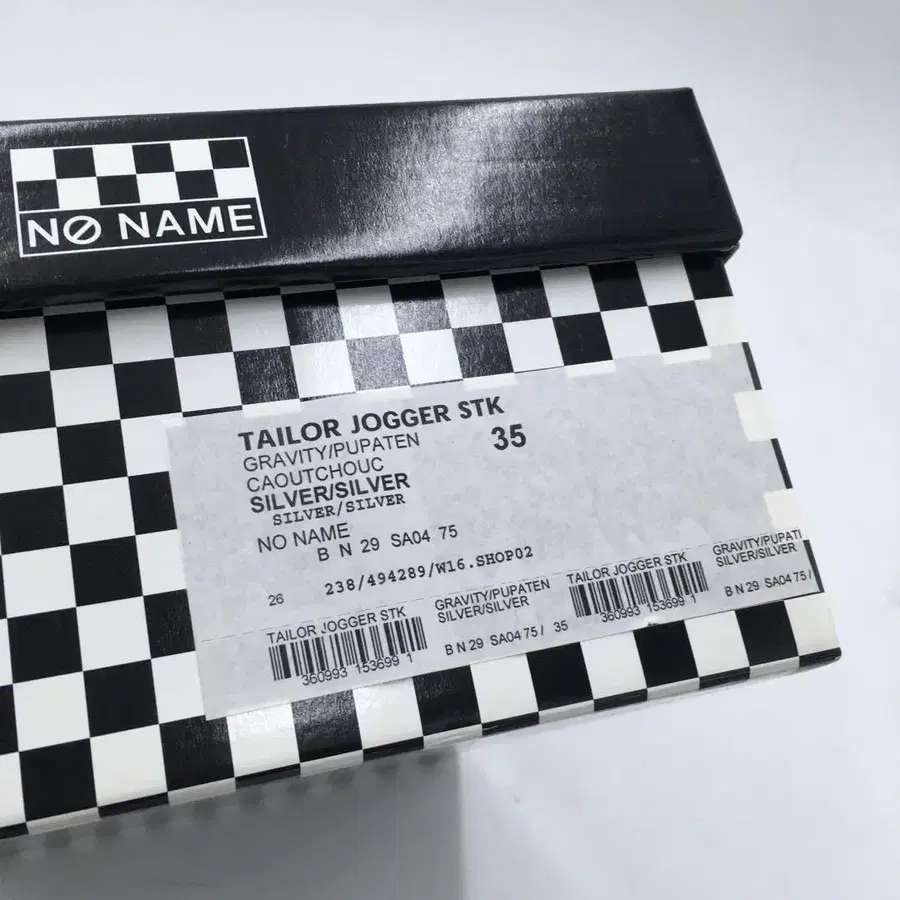 NO NAME
TAILOR JOGGER STK
35
GRAVITY/PUPATEN
CAOUTCHOUC
SILVER/SILVER
SILVER/SILVER
NO NAME
B N 29 SA04 75
26 238/494289/W16.SHOP02
TAILOR JOGGER STK
360993 153699 1
GRAVITY/PUPATEN
SILVER/SILVER
B N 29 SA04 75 / 35
TAILOR JOGGER STK
360993 153699 1
GRAVITY/PUPATI
SILVER/SILVER
B N 29 SA04 75 /